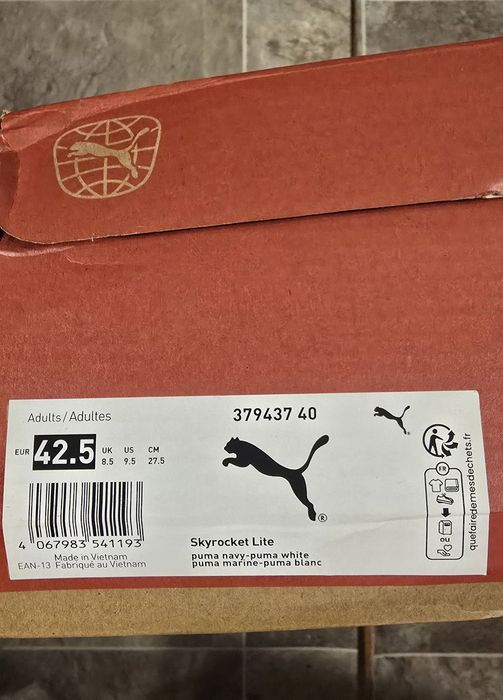 Adults/Adultes
379437 40
EUR 42.5 UK 8.5 US 9.5 CM 27.5
4 067983 541193
Made in Vietnam
EAN-13 Fabriqué au Vietnam
®
Skyrocket Lite
puma navy-puma white
puma marine-puma blanc
FR
OU
quefairedemesdechets.fr